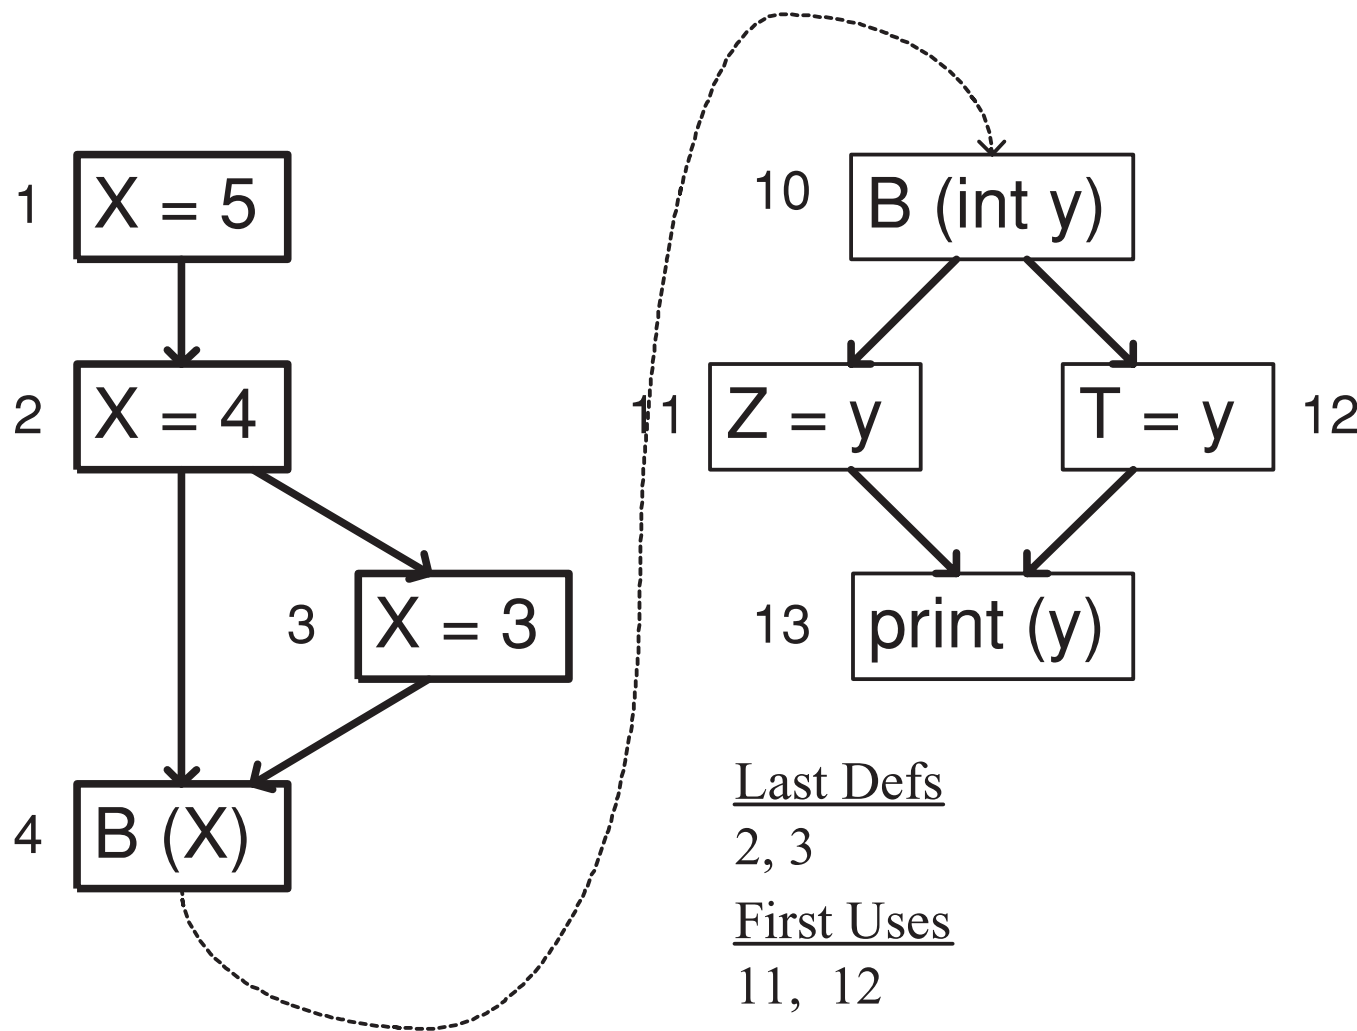 1
X = 5
2
X = 4
3
X = 3
4
B (X)
10
B (int y)
11
Z = y
T = y
12
13
print (y)
Last Defs
2, 3
First Uses
11, 12